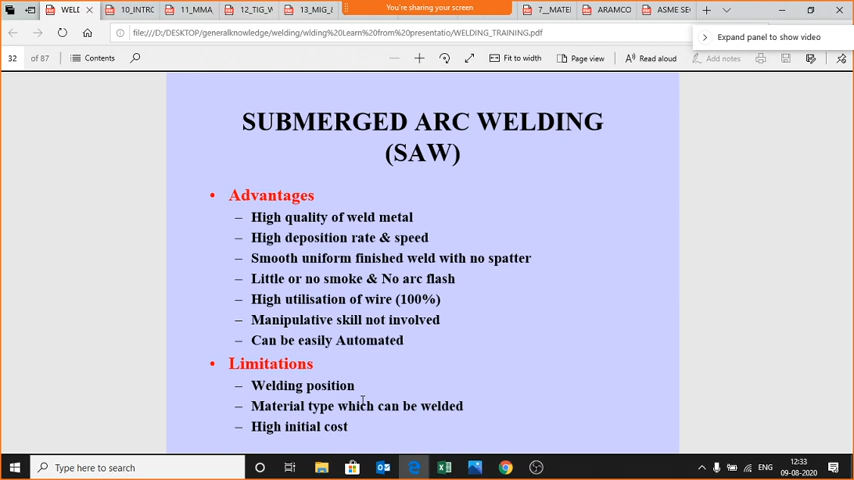 WELD
10_INTRO
11_MMA
12_TIG_W
13_MIG_
You're sharing your screen
7__MATE
ARAMCO
ASME SE
file:///D:/DESKTOP/generalknowledge/welding/wlding%20Learn%20from%20presentatio/WELDING_TRAINING.pdf
Expand panel to show video
32 of 87
Contents
Fit to width
Page view
Read aloud
Add notes
SUBMERGED ARC WELDING
(SAW)
• Advantages
– High quality of weld metal
– High deposition rate & speed
– Smooth uniform finished weld with no spatter
– Little or no smoke & No arc flash
– High utilisation of wire (100%)
– Manipulative skill not involved
– Can be easily Automated
• Limitations
– Welding position
– Material type which can be welded
– High initial cost
Type here to search
ENG
12:33
09-08-2020